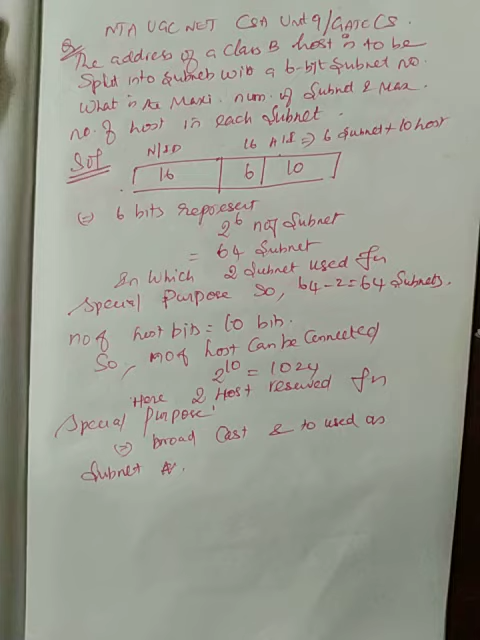 NTA UGC NET CSA Unit 9/GATE CS.
Q. The address of a class B host is to be
Split into Subnets with a 6-bit Subnet no.
What is the Maxi. num. of Subnet & Max.
no. of host in each Subnet.
Sol N/ID 16 H Id ⇒ 6 Subnet + 10 host
16 6 10
⇒ 6 bits represent
2^6 no of Subnet
= 64 Subnet
In Which 2 Subnet used for
Special Purpose So, 64-2=64 Subnets.
no of host bits = 10 bits.
So, no of host Can be Connected
2^10 = 1024
Here 2 Host reserved for
Special Purpose.
⇒ broad Cast & to used as
Subnet